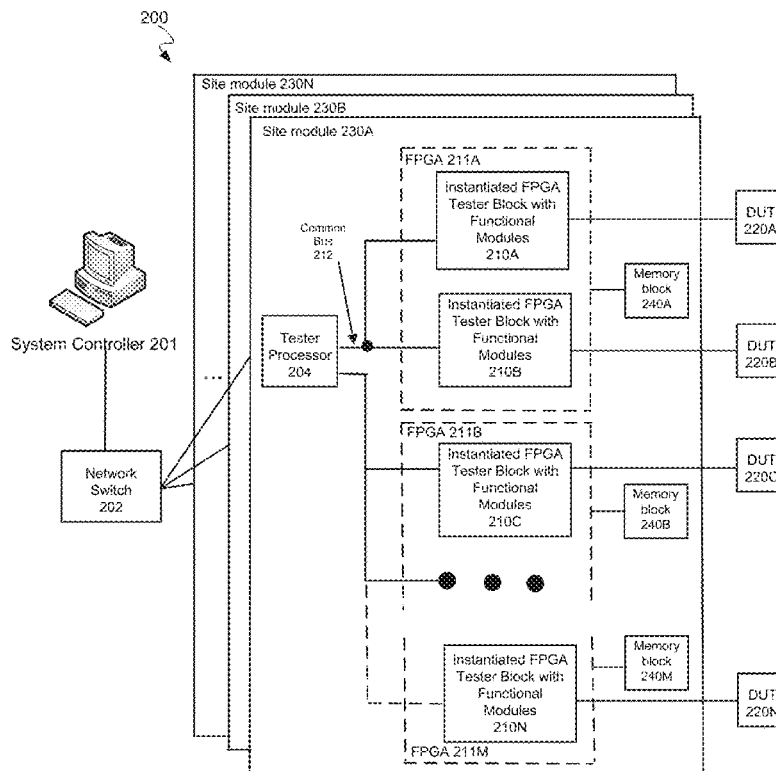 200
Site module 230N
Site module 230B
Site module 230A
FPGA 211A
Instantiated FPGA
Tester Block with
Functional
Modules
210A
DUT
220A
Common
Bus
212
Memory
block
240A
Instantiated FPGA
Tester Block with
Functional
Modules
210B
DUT
220B
Tester
Processor
204
System Controller 201
...
Network
Switch
202
FPGA 211B
Instantiated FPGA
Tester Block with
Functional
Modules
210C
DUT
220C
Memory
block
240B
Instantiated FPGA
Tester Block with
Functional
Modules
210N
Memory
block
240M
DUT
220N
FPGA 211M